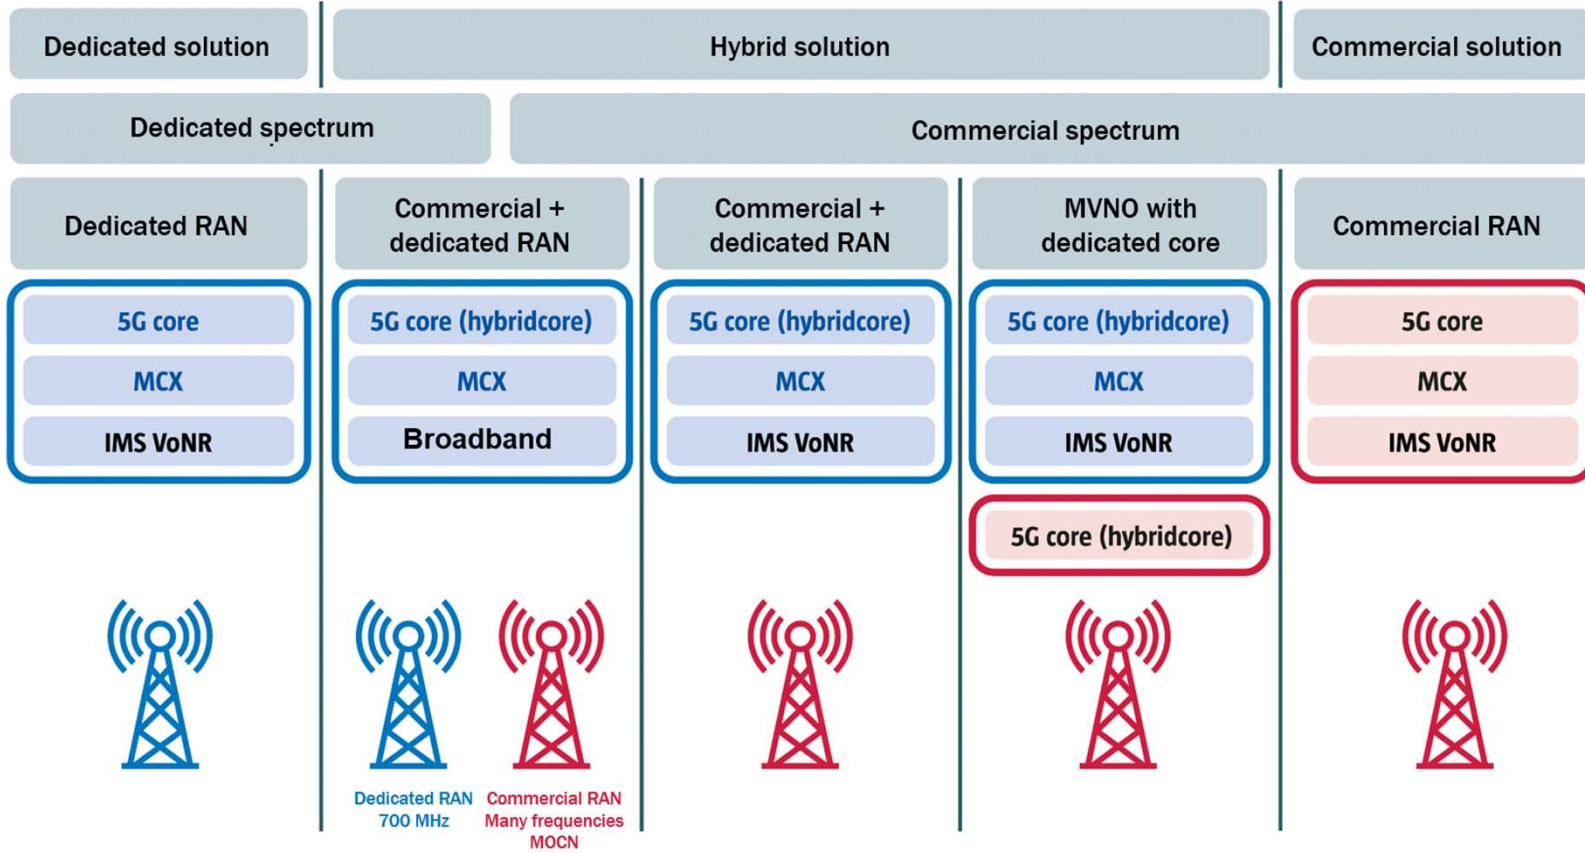 Dedicated solution
Hybrid solution
Commercial solution
Dedicated spectrum
Commercial spectrum
Dedicated RAN
Commercial +
dedicated RAN
Commercial +
dedicated RAN
MVNO with
dedicated core
Commercial RAN
5G core
MCX
IMS VoNR
5G core (hybridcore)
MCX
Broadband
5G core (hybridcore)
MCX
IMS VoNR
5G core (hybridcore)
MCX
IMS VoNR
5G core (hybridcore)
5G core
MCX
IMS VoNR
Dedicated RAN
700 MHz
Commercial RAN
Many frequencies
MOCN